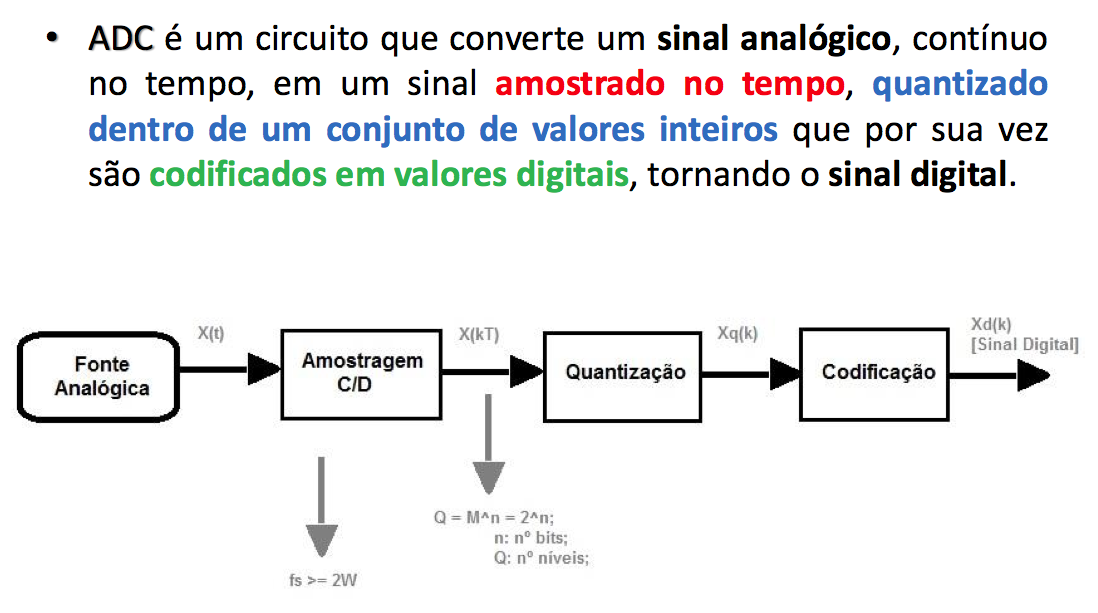 • ADC é um circuito que converte um sinal analógico, contínuo
no tempo, em um sinal amostrado no tempo, quantizado
dentro de um conjunto de valores inteiros que por sua vez
são codificados em valores digitais, tornando o sinal digital.
Fonte
Analógica
X(t)
Amostragem
C/D
X(kT)
Quantização
Xq(k)
Codificação
Xd(k)
[Sinal Digital]
fs >= 2W
Q = M^n = 2^n;
n: nº bits;
Q: nº níveis;